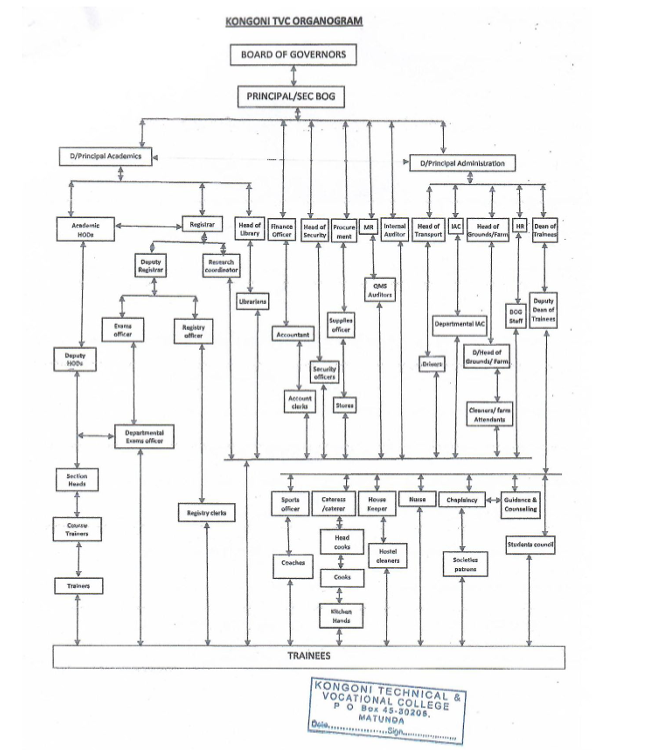 KONGONI TVC ORGANOGRAM
BOARD OF GOVERNORS
PRINCIPAL/SEC BOG
D/Principal Academics
D/Principal Administration
Academic
HODs
Registrar
Head of
Library
Finance
Officer
Head of
Security
Procure
ment
MR
Internal
Auditor
Head of
Transport
IAC
Head of
Grounds/Farm
HR
Dean of
Trainees
Deputy
Registrar
Research
coordinator
Librarians
QMS
Auditors
Exams
officer
Registry
officer
Accountant
Supplies
officer
Departmental IAC
BOG
Staff
Deputy
Dean of
Trainees
Deputy
HODs
Security
officers
Drivers
D/Head of
Grounds/ Farm
Account
clerks
Stores
Cleaners/ farm
Attendants
Departmental
Exams officer
Section
Heads
Registry clerks
Sports
officer
Cateress
/caterer
House
Keeper
Nurse
Chaplaincy
Guidance &
Counseling
Course
Trainers
Head
cooks
Hostel
cleaners
Students council
Coaches
Cooks
Societies
patrons
Trainers
Kitchen
Hands
TRAINEES
KONGONI TECHNICAL &
VOCATIONAL COLLEGE
P O Box 45-30205,
MATUNDA
Date....................Sign..................